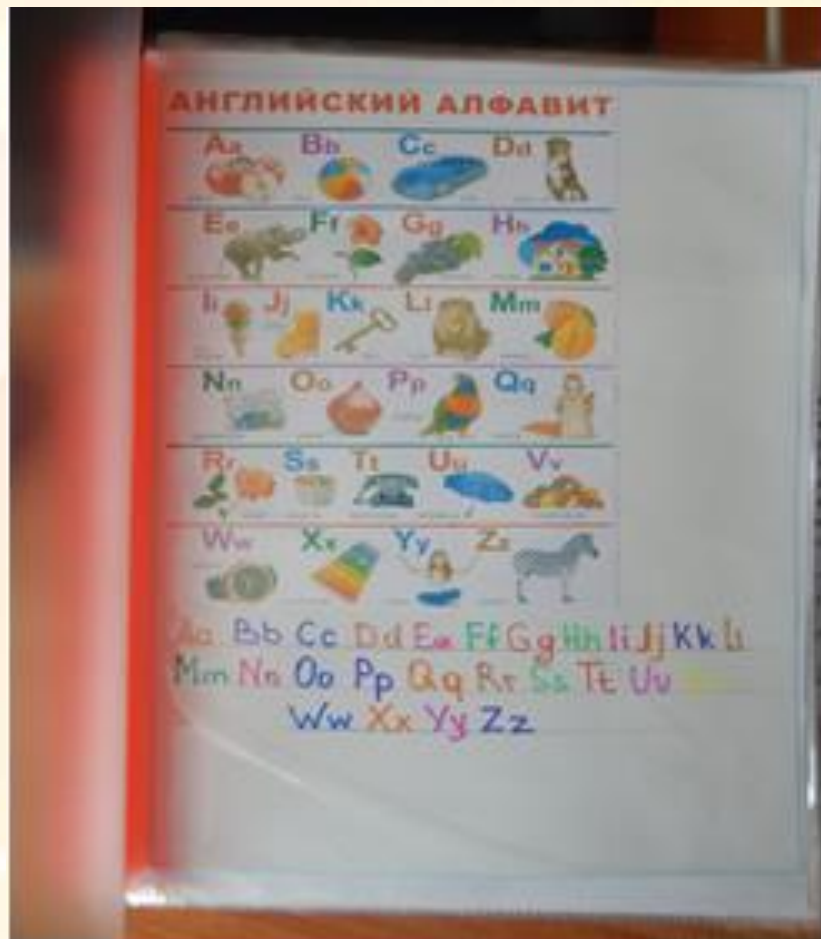 АНГЛИЙСКИЙ АЛФАВИТ
Aa Bb Cc Dd
Ee Ff Gg Hh
Ii Jj Kk Ll Mm
Nn Oo Pp Qq
Rr Ss Tt Uu Vv
Ww Xx Yy Zz
Aa Bb Cc Dd Ee Ff Gg Hh Ii Jj Kk Ll
Mm Nn Oo Pp Qq Rr Ss Tt Uu
Ww Xx Yy Zz